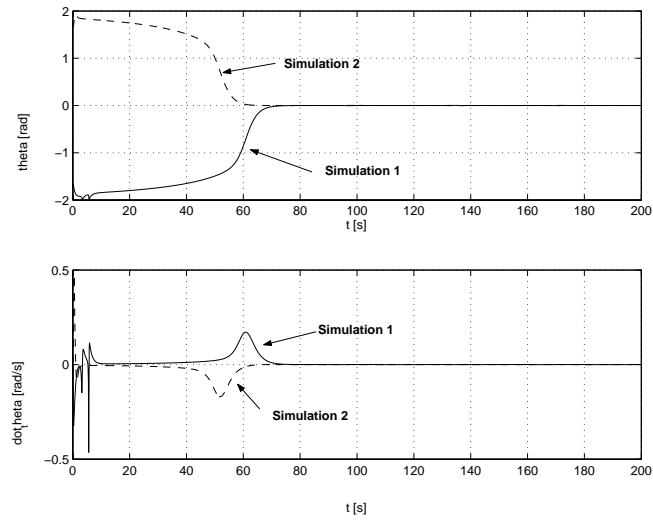 2
1
0
−1
−2
theta [rad]
Simulation 2
Simulation 1
0 20 40 60 80 100 120 140 160 180 200
t [s]
0.5
0
−0.5
dot_theta [rad/s]
Simulation 1
Simulation 2
0 20 40 60 80 100 120 140 160 180 200
t [s]